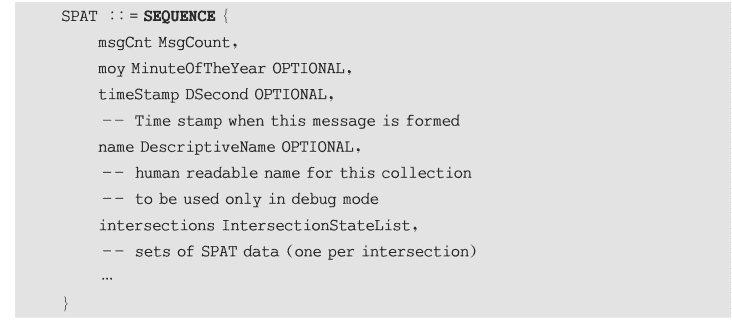 SPAT ::= SEQUENCE {
msgCnt MsgCount,
moy MinuteOfTheYear OPTIONAL,
timeStamp DSecond OPTIONAL,
-- Time stamp when this message is formed
name DescriptiveName OPTIONAL,
-- human readable name for this collection
-- to be used only in debug mode
intersections IntersectionStateList,
-- sets of SPAT data (one per intersection)
…
}